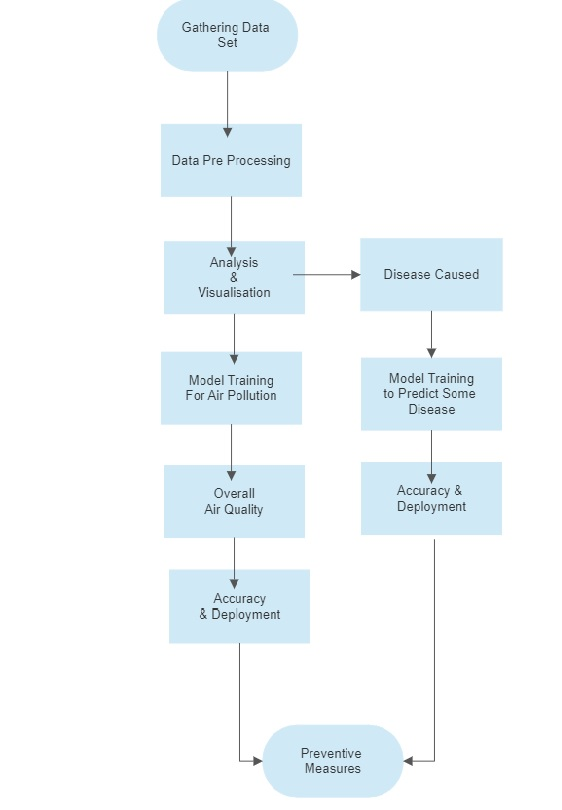 Gathering Data
Set
Data Pre Processing
Analysis
&
Visualisation
Disease Caused
Model Training
For Air Pollution
Model Training
to Predict Some
Disease
Overall
Air Quality
Accuracy &
Deployment
Accuracy
& Deployment
Preventive
Measures